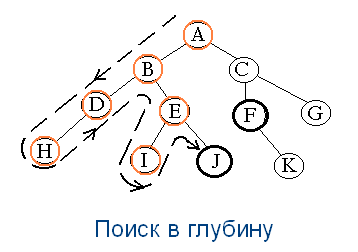 A
B C
D E F G
H I J K
Поиск в глубину